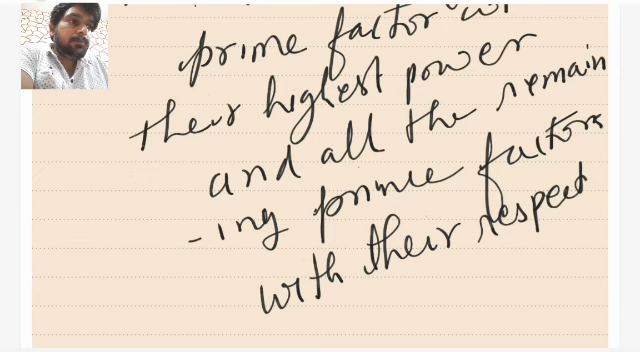 prime factor
their highest power
and all the remain
-ing prime factors
with their respect